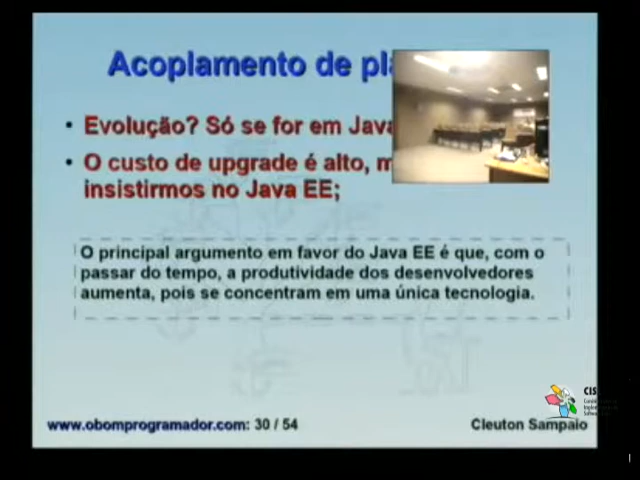 Acoplamento de
• Evolução? Só se for em Java
• O custo de upgrade é alto,
insistirmos no Java EE;
O principal argumento em favor do Java EE é que, com o
passar do tempo, a produtividade dos desenvolvedores
aumenta, pois se concentram em uma única tecnologia.
CIS
www.obomprogramador.com: 30 / 54
Cleuton Sampaio